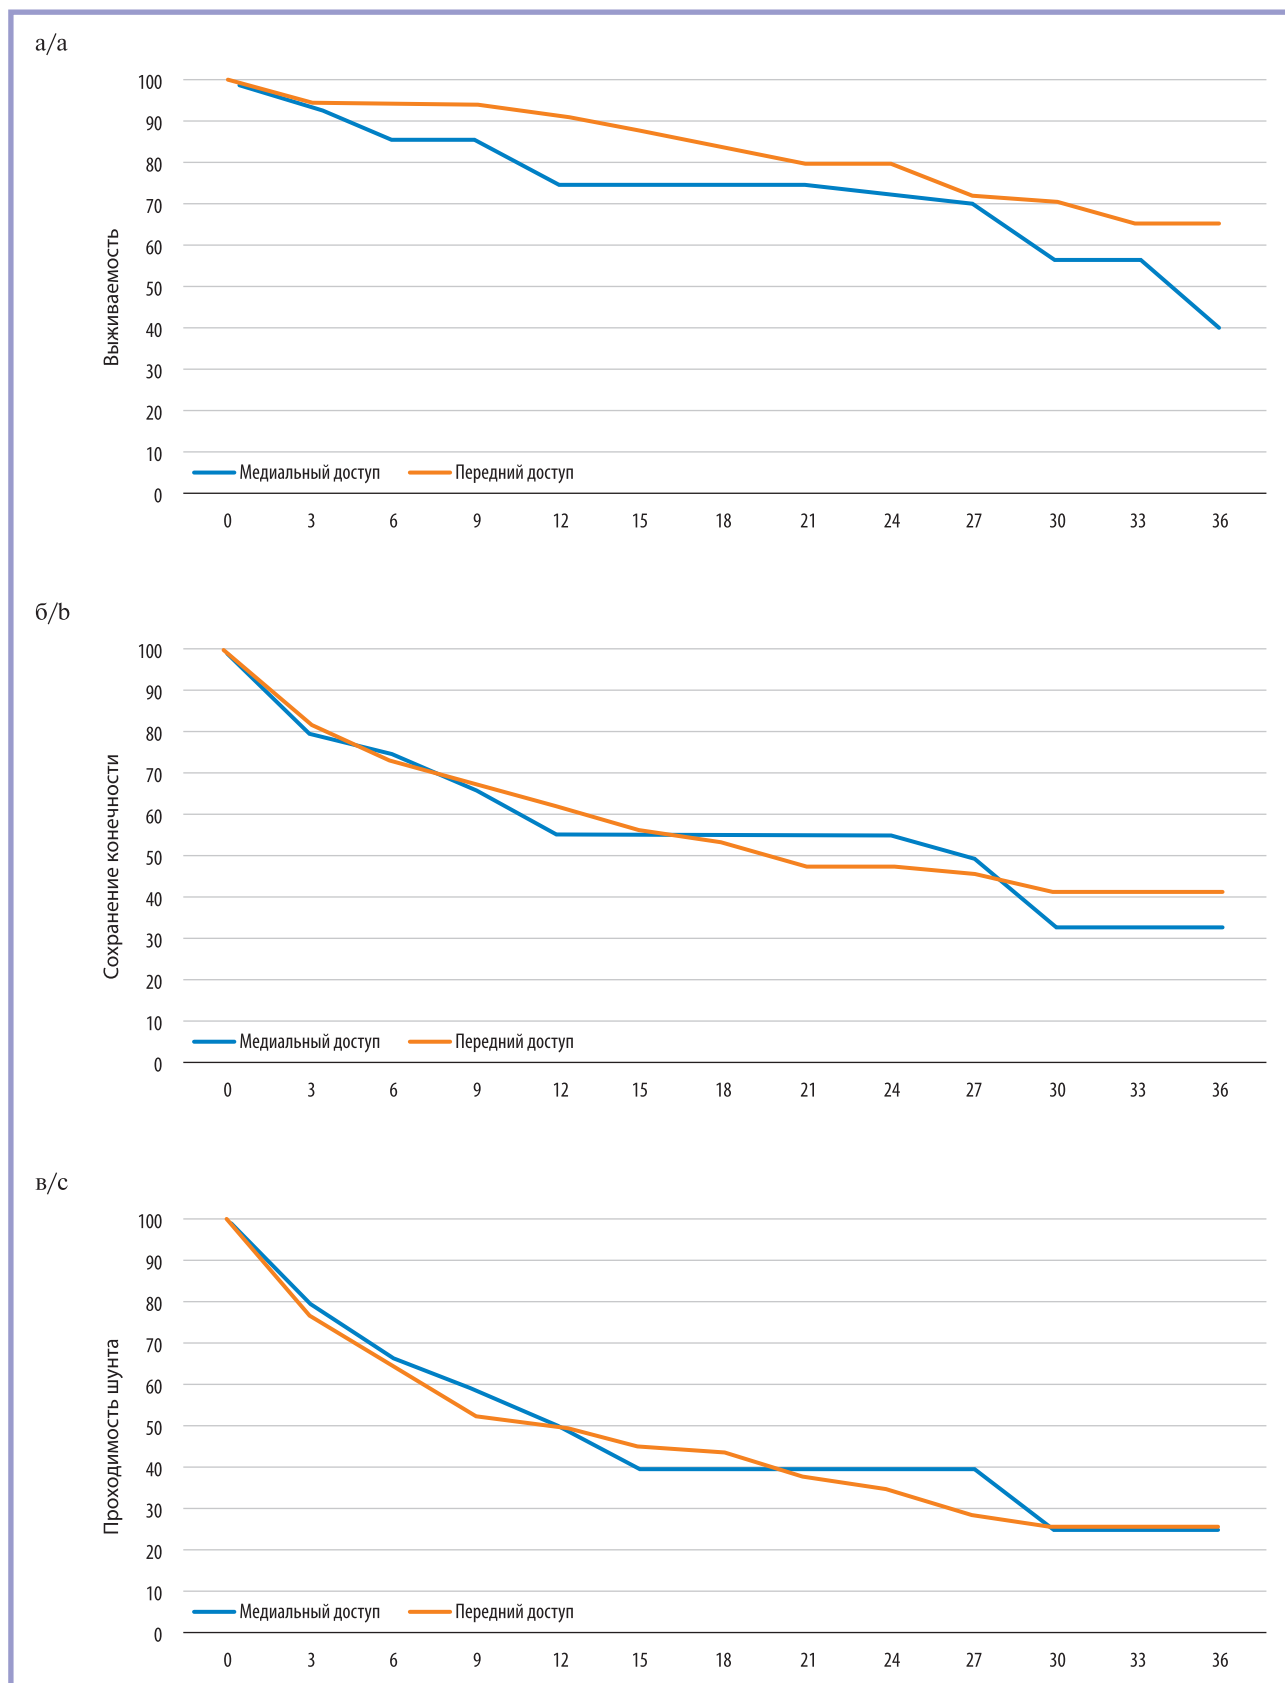 а/a
100
90
80
70
60
50
40
30
20
10
0
Выживаемость
Медиальный доступ Передний доступ
0 3 6 9 12 15 18 21 24 27 30 33 36
б/b
100
90
80
70
60
50
40
30
20
10
0
Сохранение конечности
Медиальный доступ Передний доступ
0 3 6 9 12 15 18 21 24 27 30 33 36
в/c
100
90
80
70
60
50
40
30
20
10
0
Проходимость шунта
Медиальный доступ Передний доступ
0 3 6 9 12 15 18 21 24 27 30 33 36